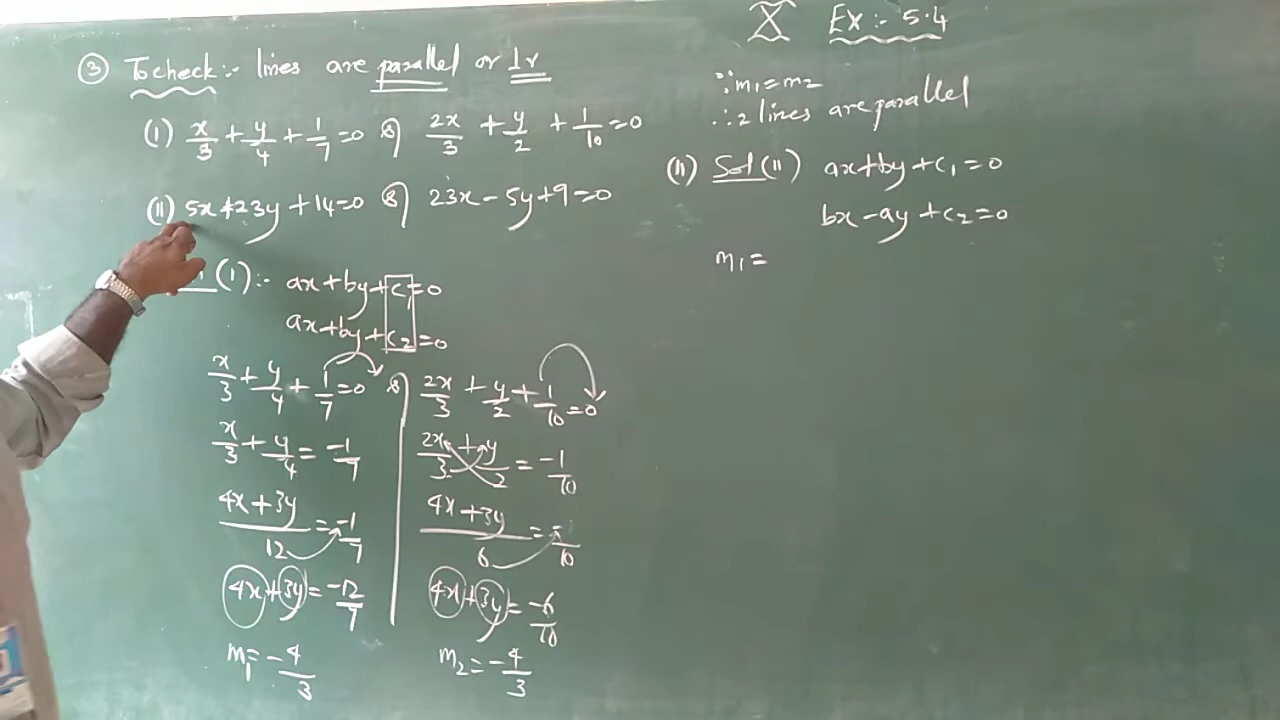 X Ex:- 5.4
③ To check:- lines are parallel or ⊥r
(i) x/3 + y/4 + 1/7 = 0 & 2x/3 + y/2 + 1/10 = 0
(ii) 5x+23y+14=0 & 23x-5y+9=0
(i):- ax+by+c₁=0
ax+by+c₂=0
x/3 + y/4 + 1/7 = 0 & 2x/3 + y/2 + 1/10 = 0
x/3 + y/4 = -1/7
2x/3 + y/2 = -1/10
4x+3y/12 = -1/7
4x+3y/6 = -1/10
4x+3y = -12/7
4x+3y = -6/10
m₁ = -4/3
m₂ = -4/3
∵ m₁ = m₂
∴ 2 lines are parallel
(ii) Sol (ii) ax+by+c₁=0
bx-ay+c₂=0
m₁ =